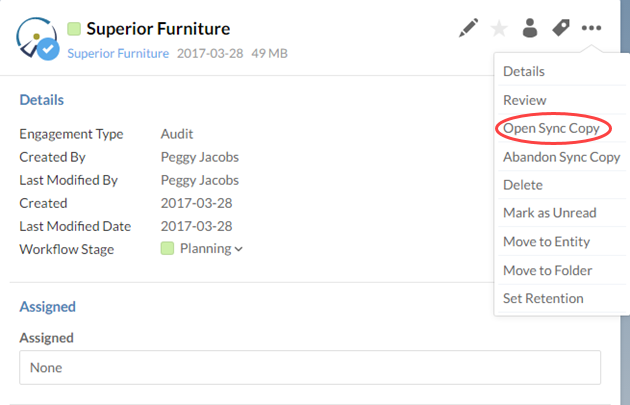 Superior Furniture
Superior Furniture 2017-03-28 49 MB
Details
Engagement Type Audit
Created By Peggy Jacobs
Last Modified By Peggy Jacobs
Created 2017-03-28
Last Modified Date 2017-03-28
Workflow Stage Planning
Assigned
Assigned
None
Details
Review
Open Sync Copy
Abandon Sync Copy
Delete
Mark as Unread
Move to Entity
Move to Folder
Set Retention